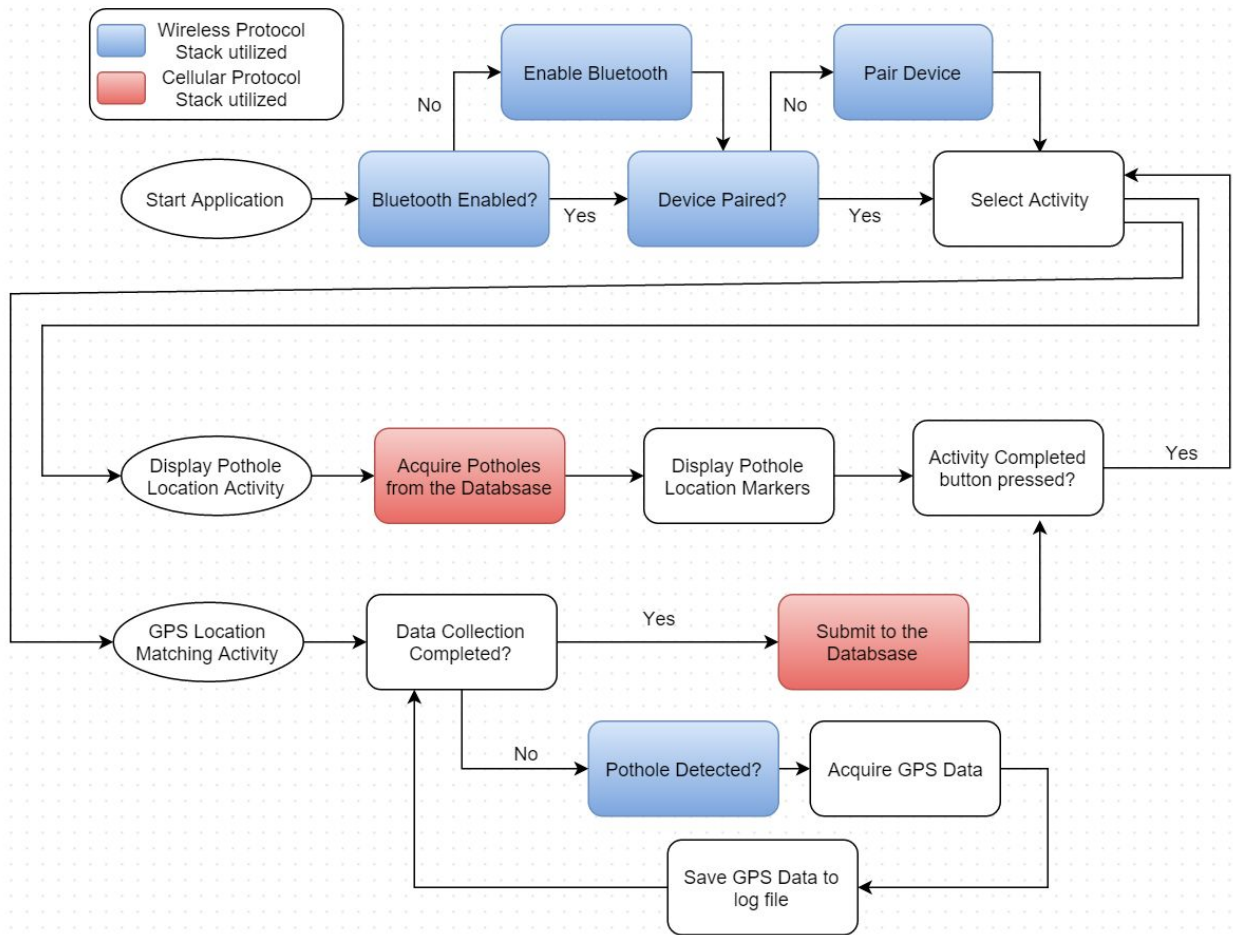 Wireless Protocol
Stack utilized
Cellular Protocol
Stack utilized
Enable Bluetooth
Pair Device
No
No
Start Application
Bluetooth Enabled?
Yes
Device Paired?
Yes
Select Activity
Display Pothole
Location Activity
Acquire Potholes
from the Databsase
Display Pothole
Location Markers
Activity Completed
button pressed?
Yes
GPS Location
Matching Activity
Data Collection
Completed?
Yes
Submit to the
Databsase
No
Pothole Detected?
Acquire GPS Data
Save GPS Data to
log file